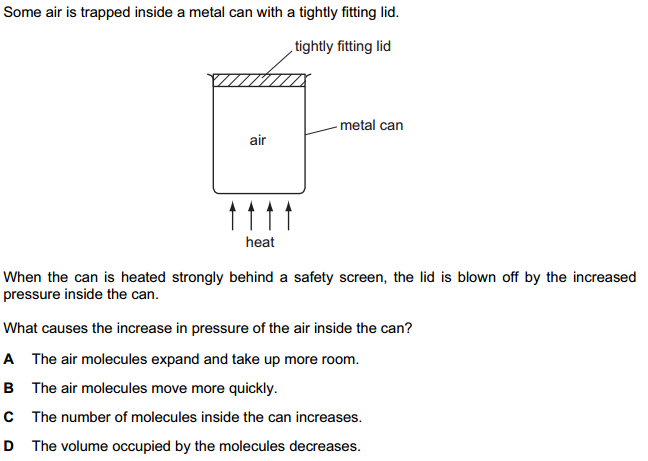 Some air is trapped inside a metal can with a tightly fitting lid.
tightly fitting lid
metal can
air
heat
When the can is heated strongly behind a safety screen, the lid is blown off by the increased
pressure inside the can.
What causes the increase in pressure of the air inside the can?
A The air molecules expand and take up more room.
B The air molecules move more quickly.
C The number of molecules inside the can increases.
D The volume occupied by the molecules decreases.